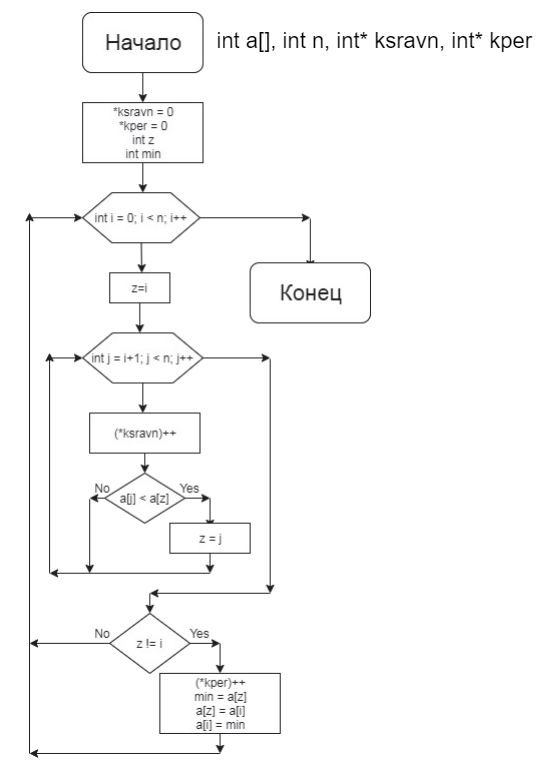 Начало
int a[], int n, int* ksravn, int* kper
*ksravn = 0
*kper = 0
int z
int min
int i = 0; i < n; i++
z=i
Конец
int j = i+1; j < n; j++
(*ksravn)++
No
a[j] < a[z]
Yes
z = j
No
z != i
Yes
(*kper)++
min = a[z]
a[z] = a[i]
a[i] = min